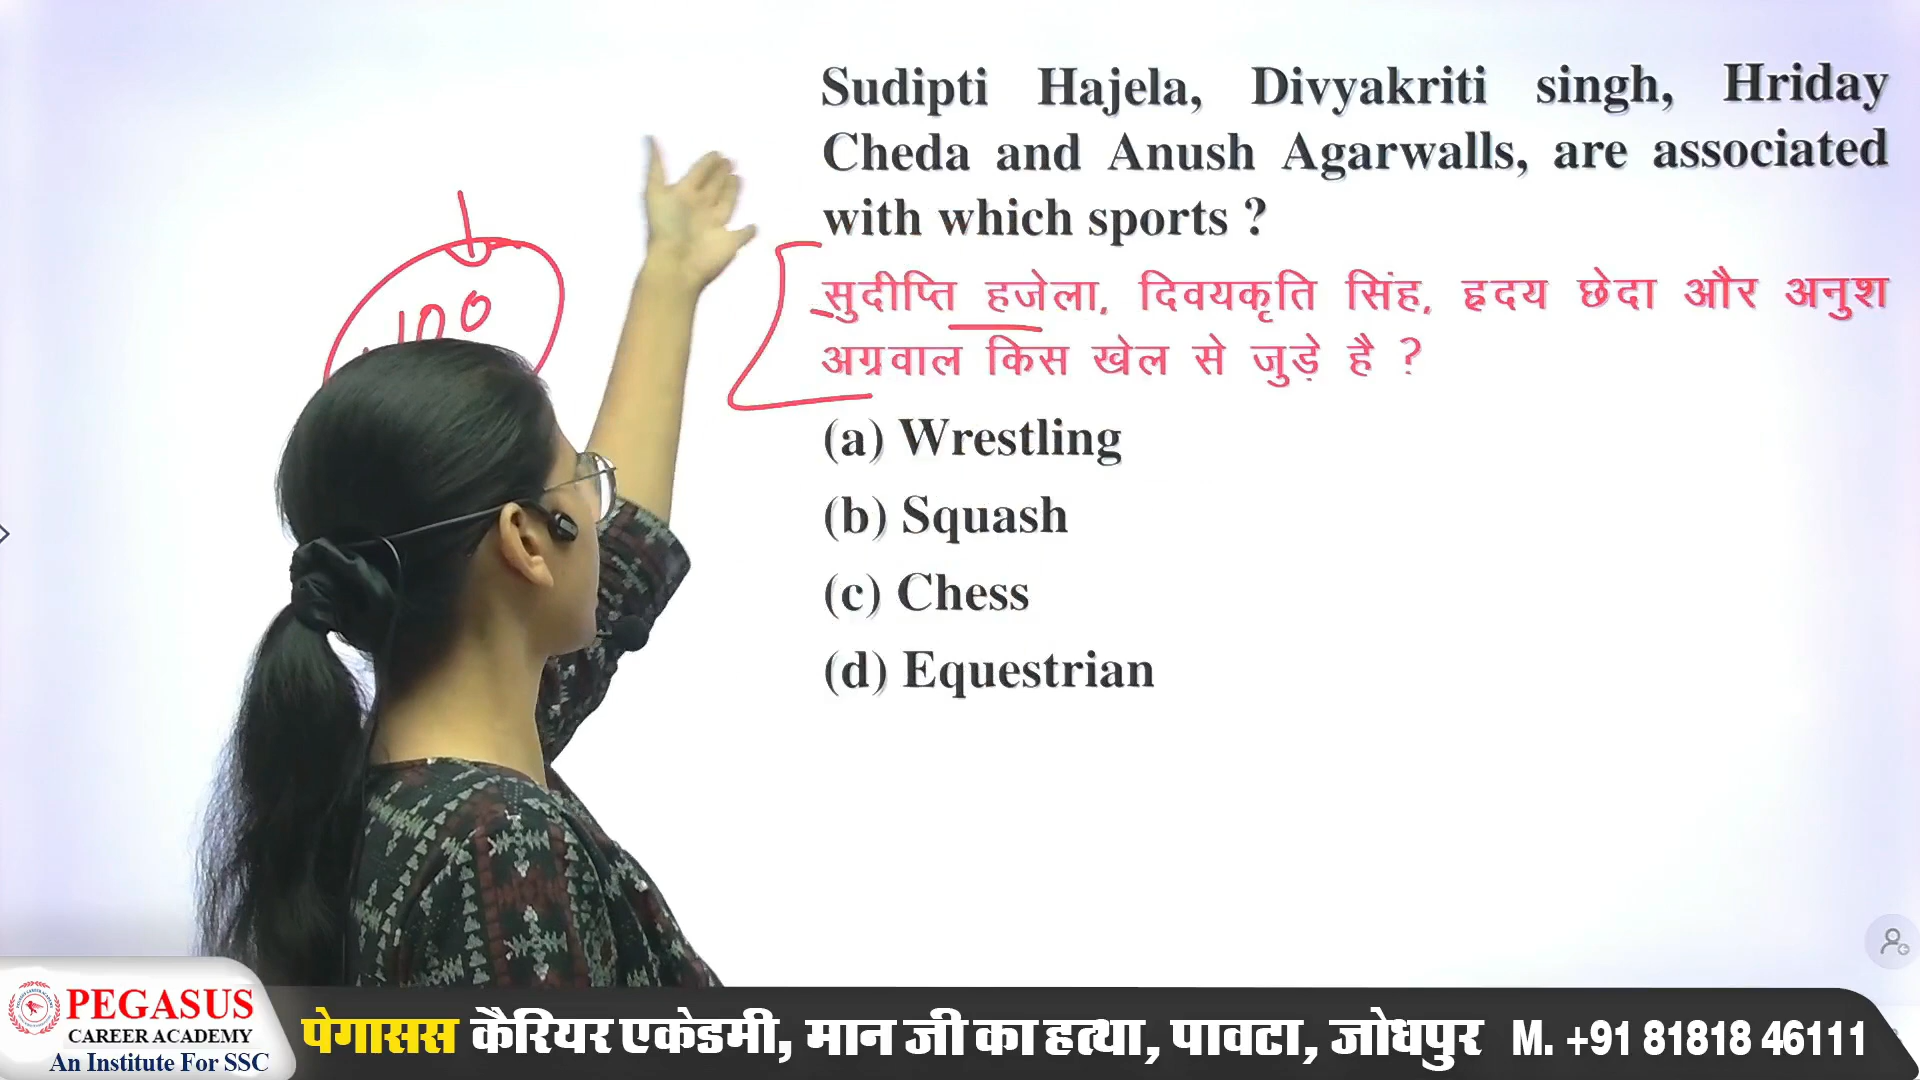 Sudipti Hajela, Divyakriti singh, Hriday
Cheda and Anush Agarwalls, are associated
with which sports ?
सुदीप्ति हजेला, दिवयकृति सिंह, हृदय छेदा और अनुश
अग्रवाल किस खेल से जुड़े है ?
(a) Wrestling
(b) Squash
(c) Chess
(d) Equestrian
100
PEGASUS
CAREER ACADEMY
An Institute For SSC
पेगासस कैरियर एकेडमी, मान जी का हत्था, पावटा, जोधपुर M. +91 81818 46111